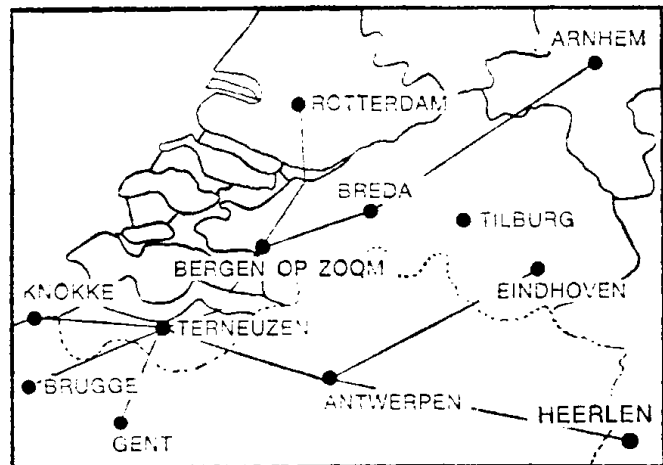 ARNHEM
ROTTERDAM
BREDA
TILBURG
BERGEN OP ZOOM
KNOKKE
EINDHOVEN
TERNEUZEN
BRUGGE
ANTWERPEN
HEERLEN
GENT